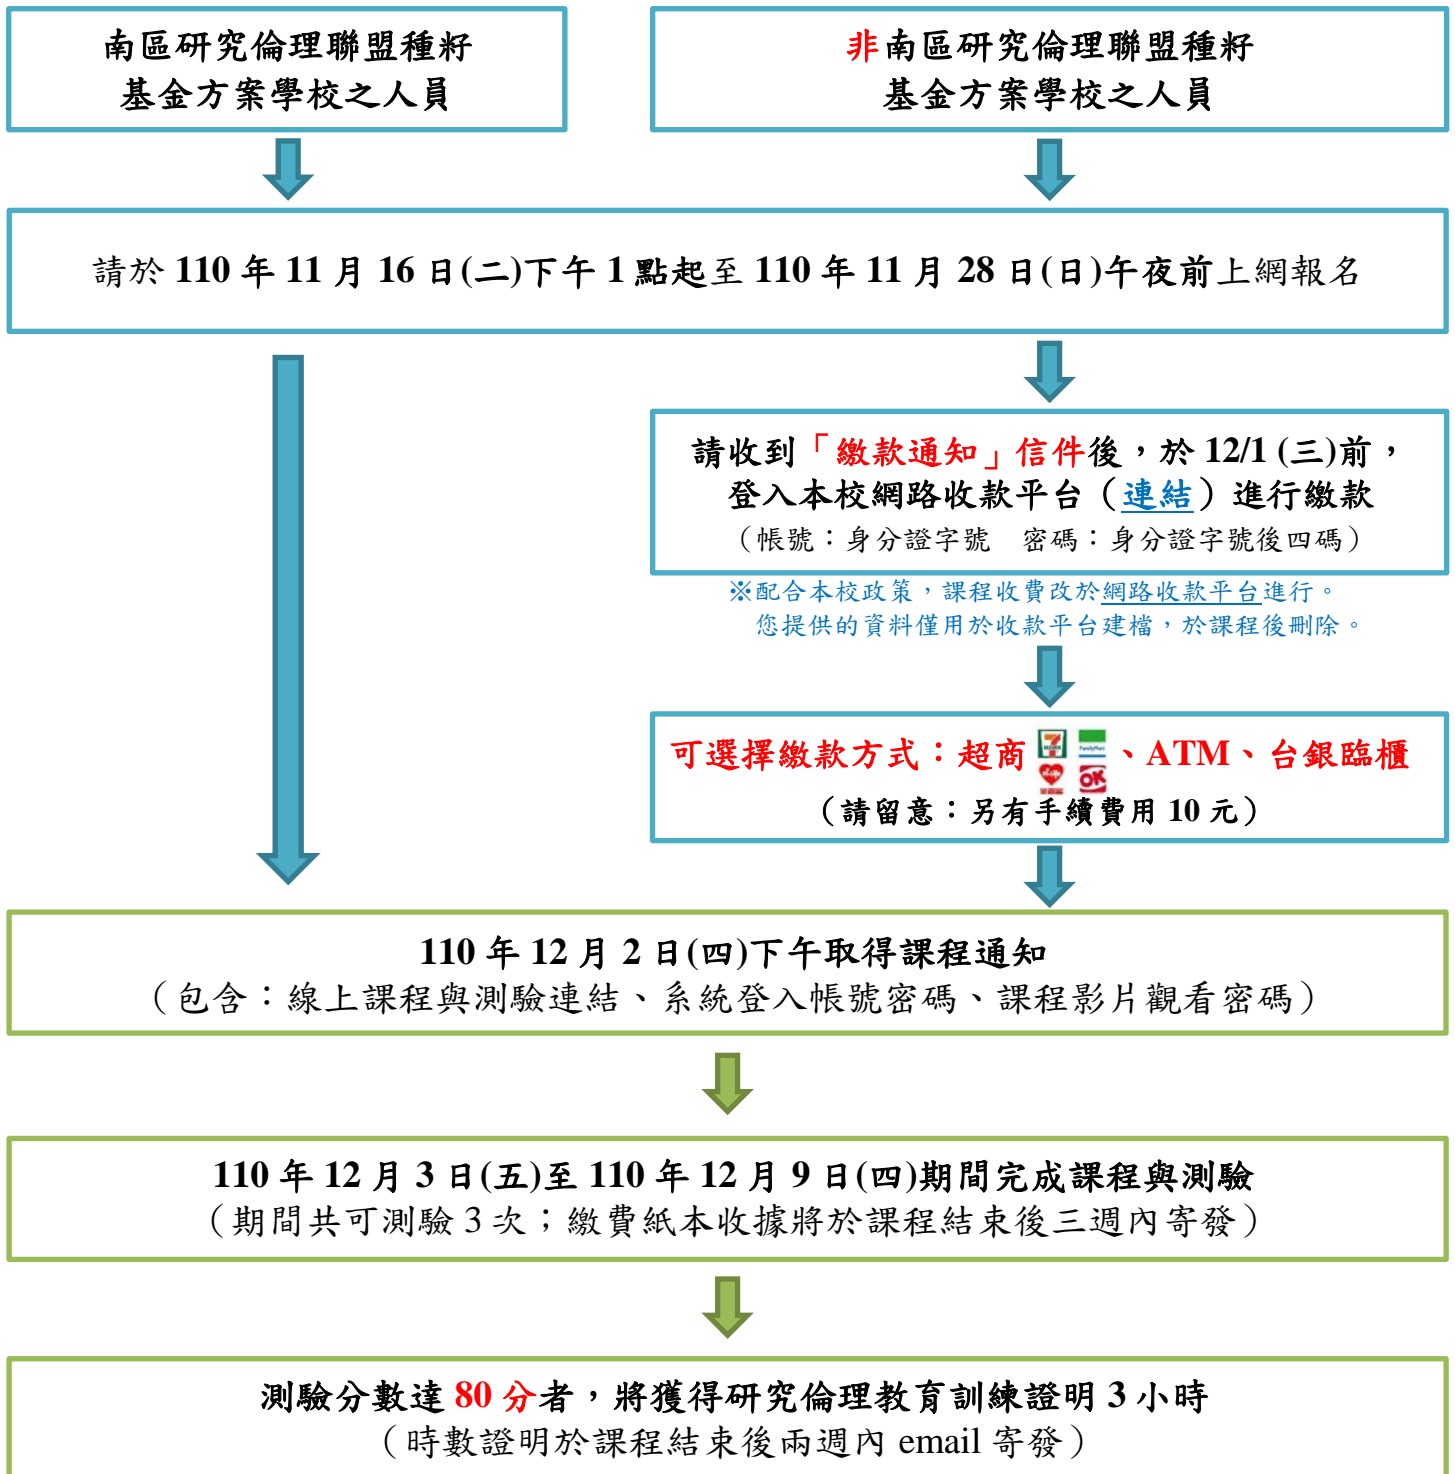 南區研究倫理聯盟種籽
基金方案學校之人員
非南區研究倫理聯盟種籽
基金方案學校之人員
請於 110 年 11 月 16 日(二)下午 1 點起至 110 年 11 月 28 日(日)午夜前上網報名
請收到「繳款通知」信件後，於 12/1 (三)前，
登入本校網路收款平台（連結）進行繳款
（帳號：身分證字號　密碼：身分證字號後四碼）
※配合本校政策，課程收費改於網路收款平台進行。
您提供的資料僅用於收款平台建檔，於課程後刪除。
可選擇繳款方式：超商 7 ELEVEN FamilyMart OK 、ATM、台銀臨櫃
（請留意：另有手續費用 10 元）
110 年 12 月 2 日(四)下午取得課程通知
（包含：線上課程與測驗連結、系統登入帳號密碼、課程影片觀看密碼）
110 年 12 月 3 日(五)至 110 年 12 月 9 日(四)期間完成課程與測驗
（期間共可測驗 3 次；繳費紙本收據將於課程結束後三週內寄發）
測驗分數達 80 分者，將獲得研究倫理教育訓練證明 3 小時
（時數證明於課程結束後兩週內 email 寄發）